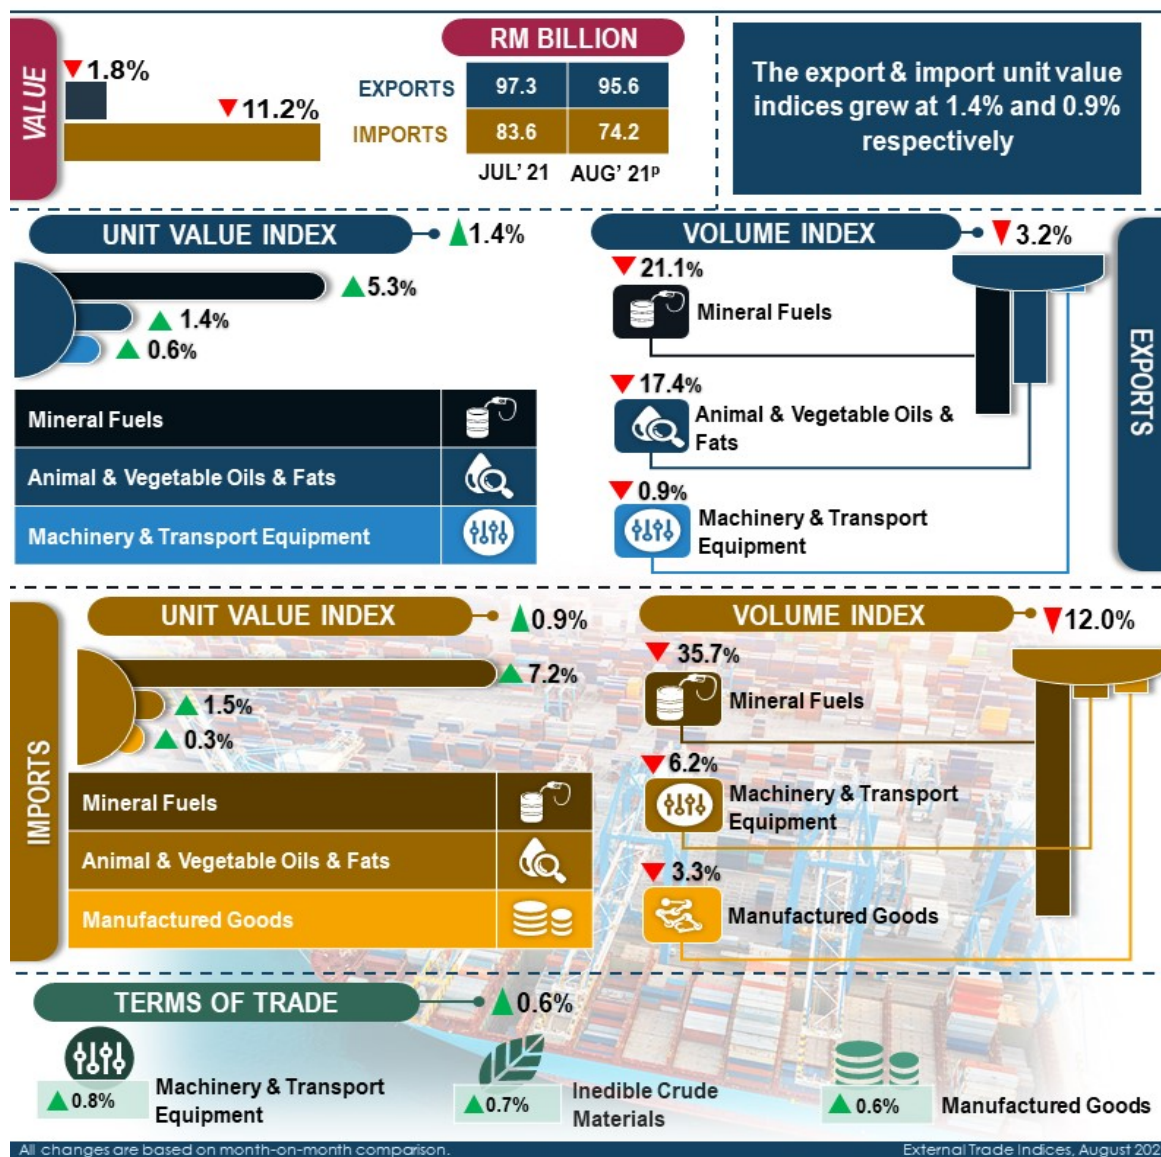 VALUE
▼1.8%
▼11.2%
RM BILLION
EXPORTS 97.3 95.6
IMPORTS 83.6 74.2
JUL’ 21 AUG’ 21ᵖ
The export & import unit value
indices grew at 1.4% and 0.9%
respectively
EXPORTS
UNIT VALUE INDEX ▲1.4%
▲5.3%
▲1.4%
▲0.6%
Mineral Fuels
Animal & Vegetable Oils & Fats
Machinery & Transport Equipment
VOLUME INDEX ▼3.2%
▼21.1%
Mineral Fuels
▼17.4%
Animal & Vegetable Oils &
Fats
▼0.9%
Machinery & Transport
Equipment
IMPORTS
UNIT VALUE INDEX ▲0.9%
▲7.2%
▲1.5%
▲0.3%
Mineral Fuels
Animal & Vegetable Oils & Fats
Manufactured Goods
VOLUME INDEX ▼12.0%
▼35.7%
Mineral Fuels
▼6.2%
Machinery & Transport
Equipment
▼3.3%
Manufactured Goods
TERMS OF TRADE ▲0.6%
▲0.8%
Machinery & Transport
Equipment
▲0.7%
Inedible Crude
Materials
▲0.6%
Manufactured Goods
All changes are based on month-on-month comparison.
External Trade Indices, August 202